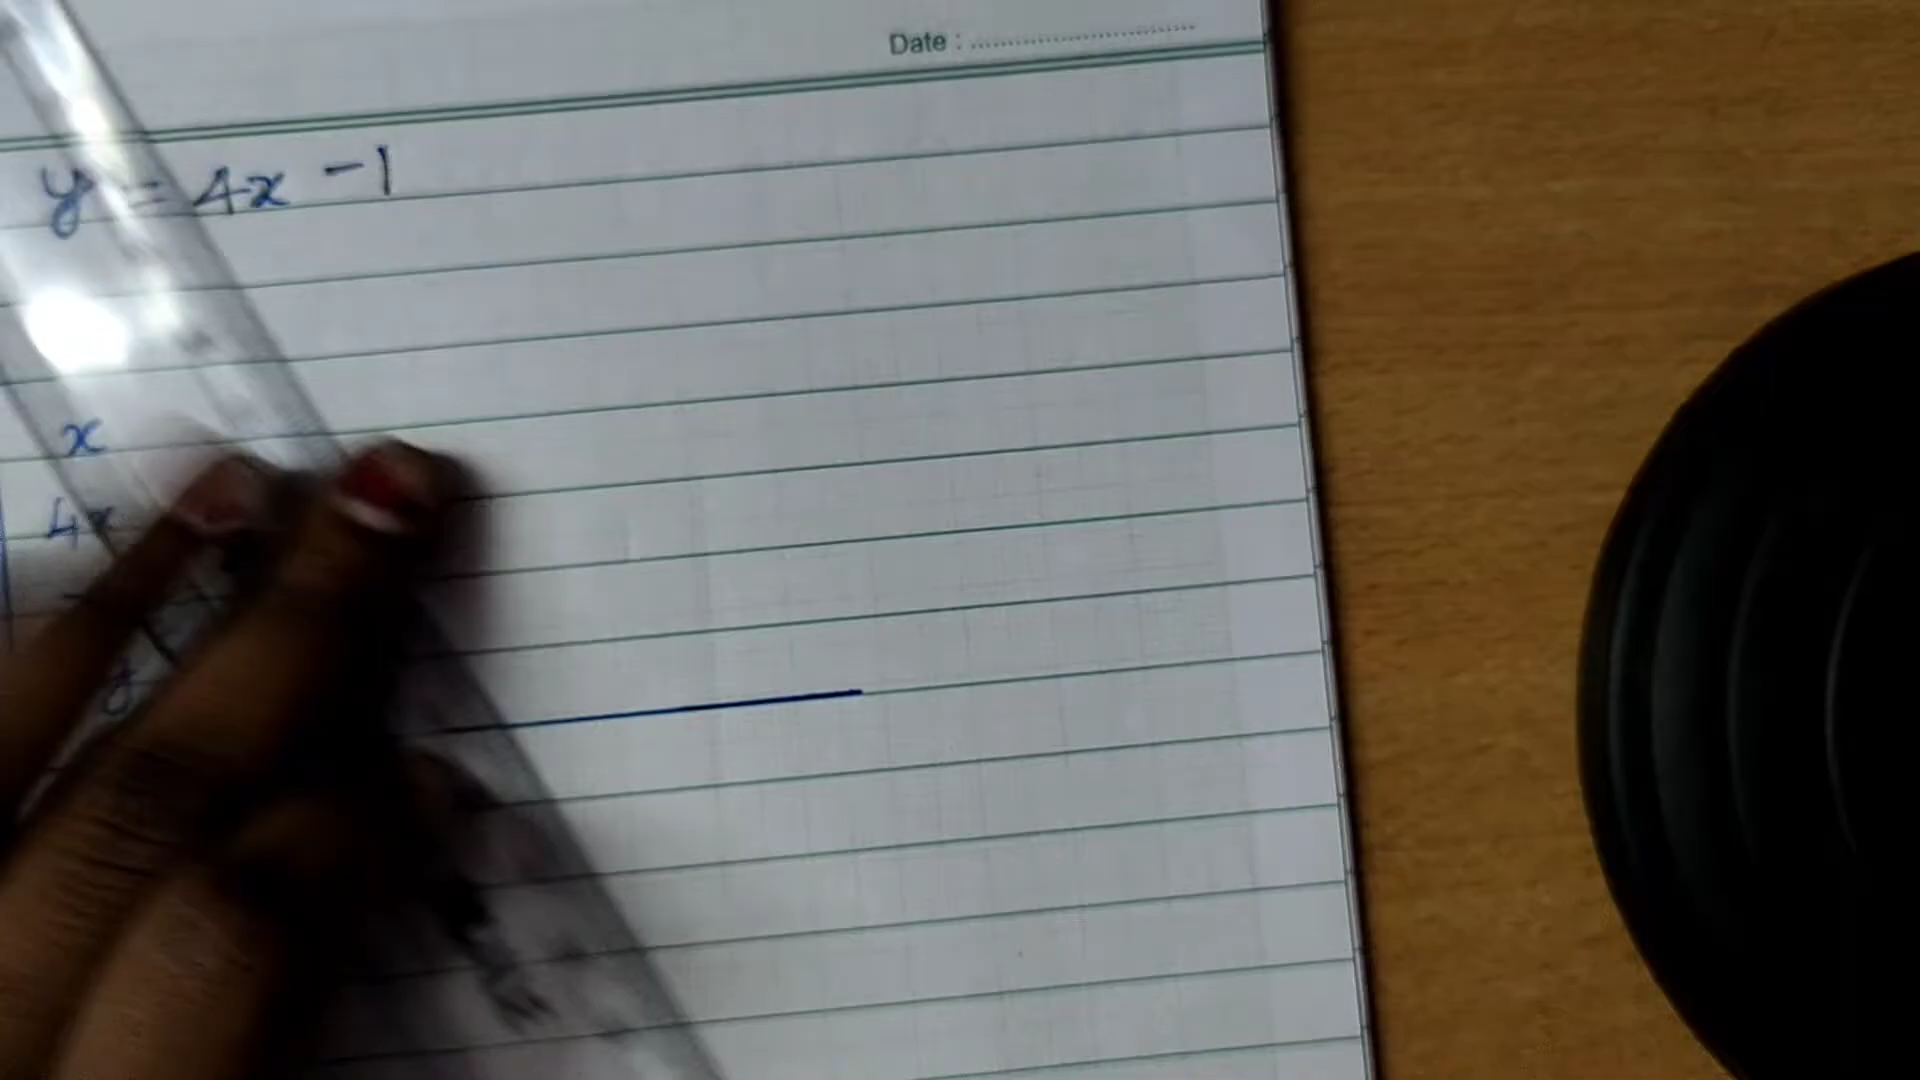 Date : ..............................
y = 4x - 1
x
4x
y